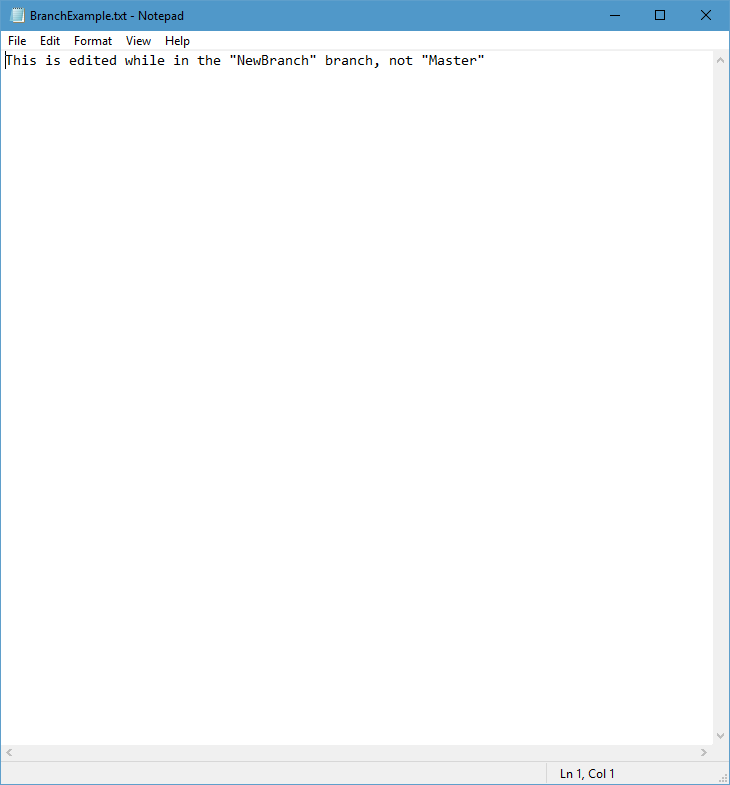 BranchExample.txt - Notepad
File Edit Format View Help
This is edited while in the "NewBranch" branch, not "Master"
Ln 1, Col 1